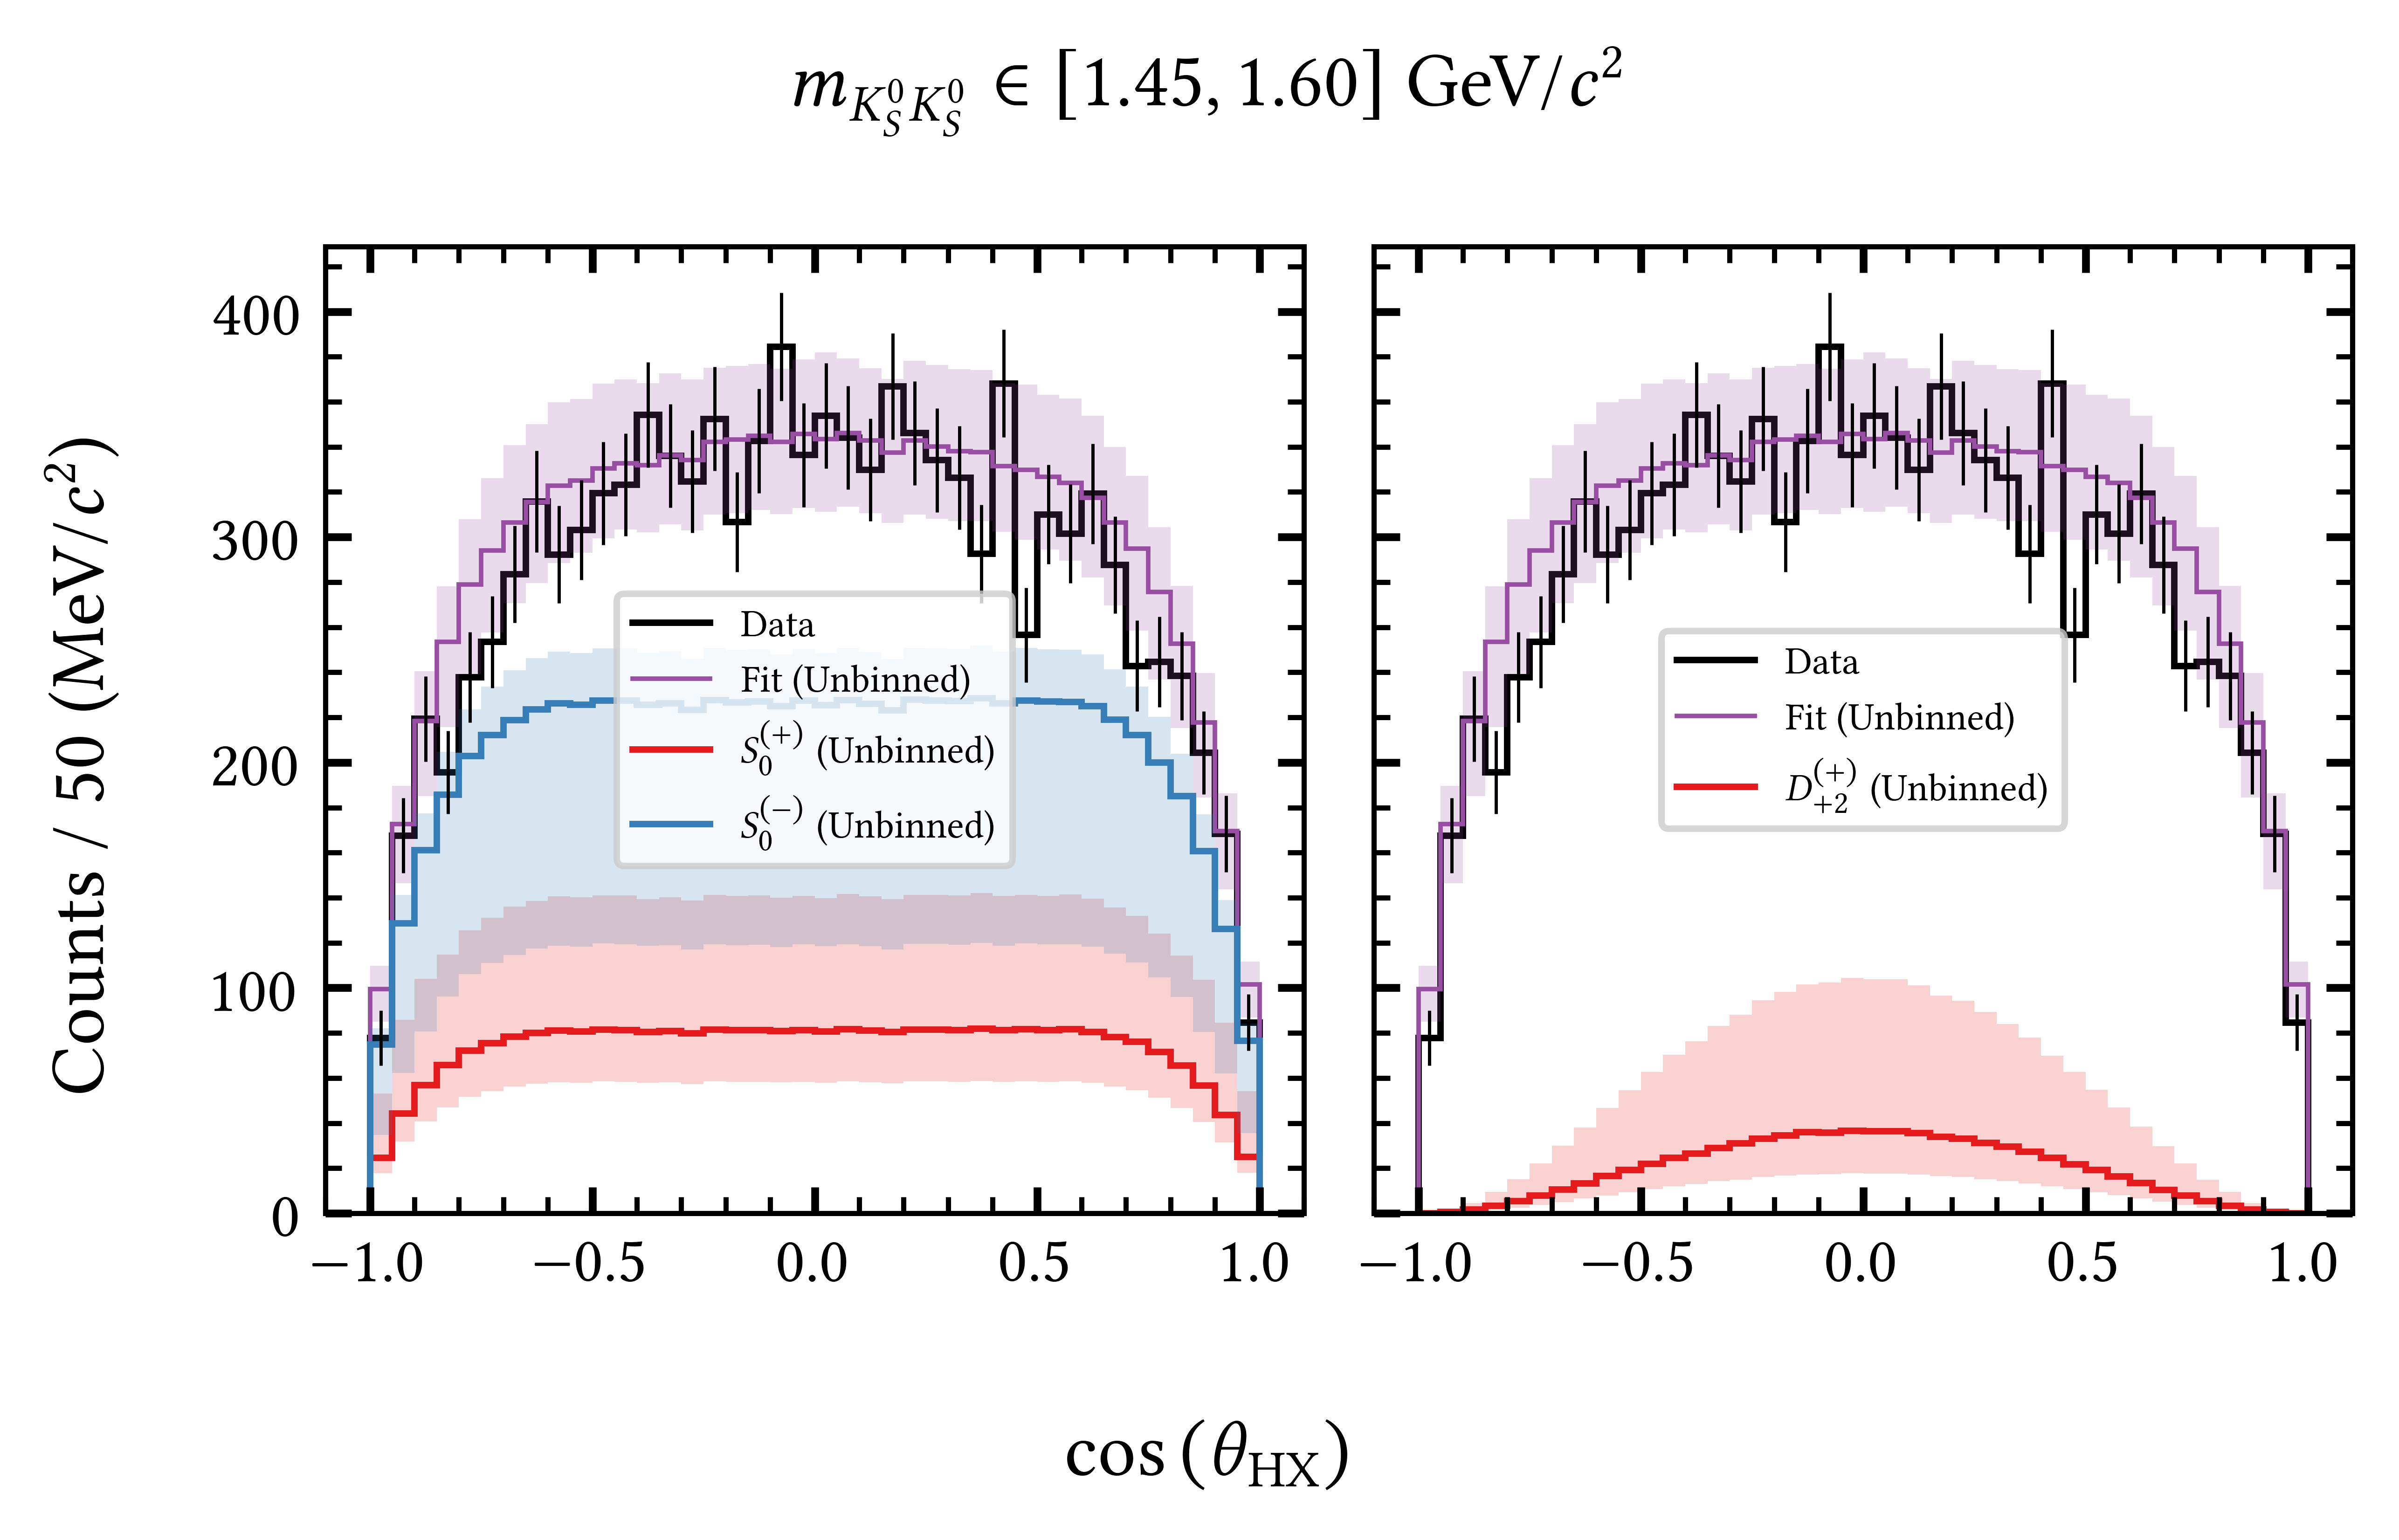 m_{K_S^0 K_S^0} ∈ [1.45, 1.60] GeV/c²
Counts / 50 (MeV/c²)
400
300
200
100
0
Data
Fit (Unbinned)
S_0^{(+)} (Unbinned)
S_0^{(−)} (Unbinned)
−1.0 −0.5 0.0 0.5 1.0
Data
Fit (Unbinned)
D_{+2}^{(+)} (Unbinned)
−1.0 −0.5 0.0 0.5 1.0
cos (θ_{HX})